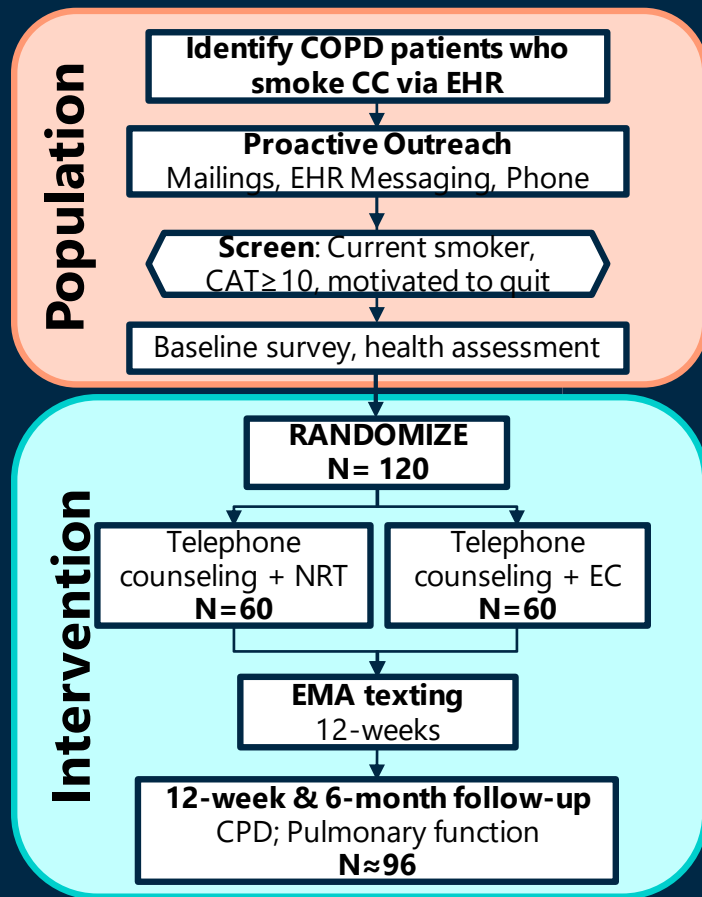 Population
Identify COPD patients who
smoke CC via EHR
Proactive Outreach
Mailings, EHR Messaging, Phone
Screen: Current smoker,
CAT≥10, motivated to quit
Baseline survey, health assessment
Intervention
RANDOMIZE
N= 120
Telephone
counseling + NRT
N=60
Telephone
counseling + EC
N=60
EMA texting
12-weeks
12-week & 6-month follow-up
CPD; Pulmonary function
N≈96